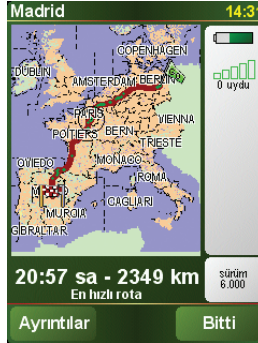 Madrid 14:3
COPENHAGEN
DUBLIN
AMSTERDAM BERLIN
PARIS
VIENNA
POITIERS BERN
TRIESTE
OVIEDO MONACO
ROMA
MURCIA CAGLIARI
GIBRALTAR
0 uydu
20:57 sa - 2349 km
En hızlı rota
sürüm
6.000
Ayrıntılar Bitti